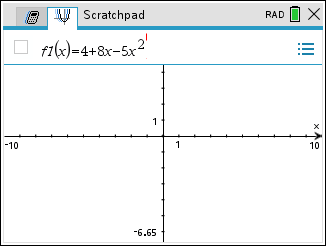 Scratchpad RAD
f1(x)=4+8x−5x²
1
x
-10 1 10
-6.65